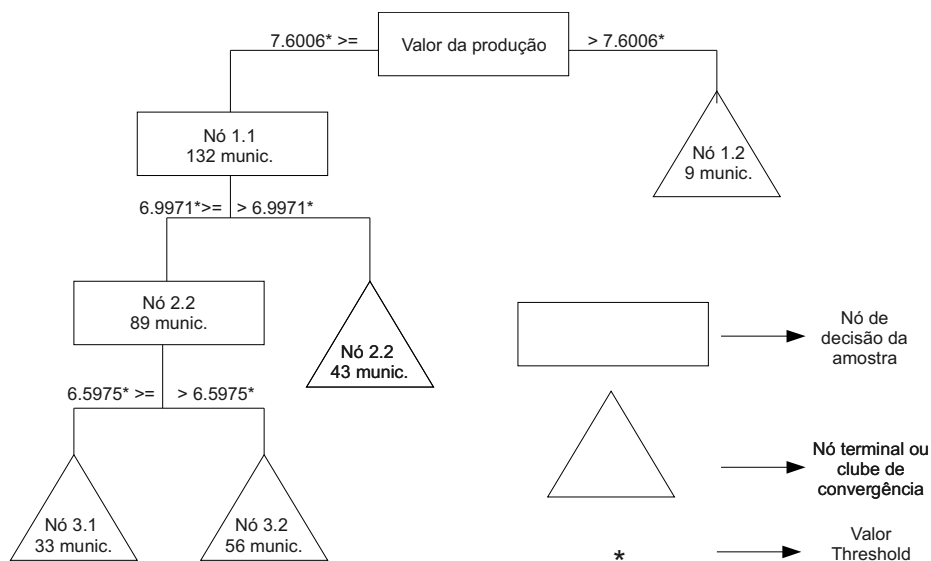 7.6006* >=
Valor da produção
> 7.6006*
Nó 1.1
132 munic.
Nó 1.2
9 munic.
6.9971*>=
> 6.9971*
Nó 2.2
89 munic.
Nó 2.2
43 munic.
Nó de
decisão da
amostra
6.5975* >=
> 6.5975*
Nó terminal ou
clube de
convergência
Nó 3.1
33 munic.
Nó 3.2
56 munic.
*
Valor
Threshold